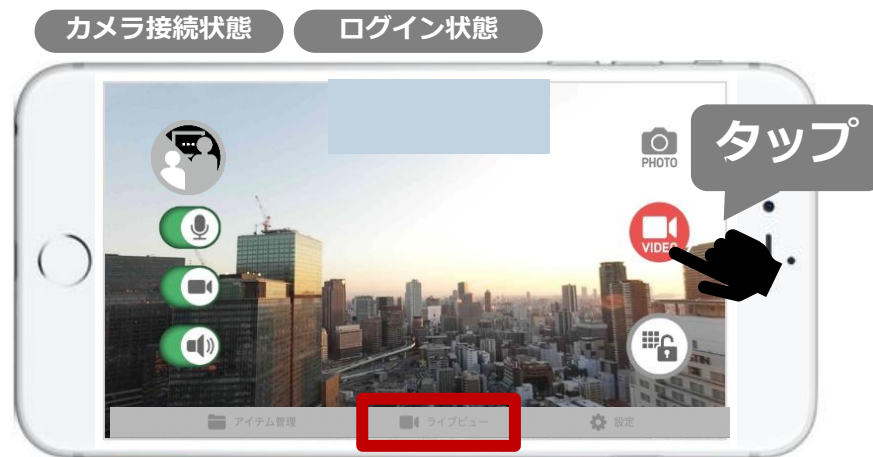 カメラ接続状態
ログイン状態
PHOTO
タップ
VIDEO
アイテム管理
ライブビュー
設定